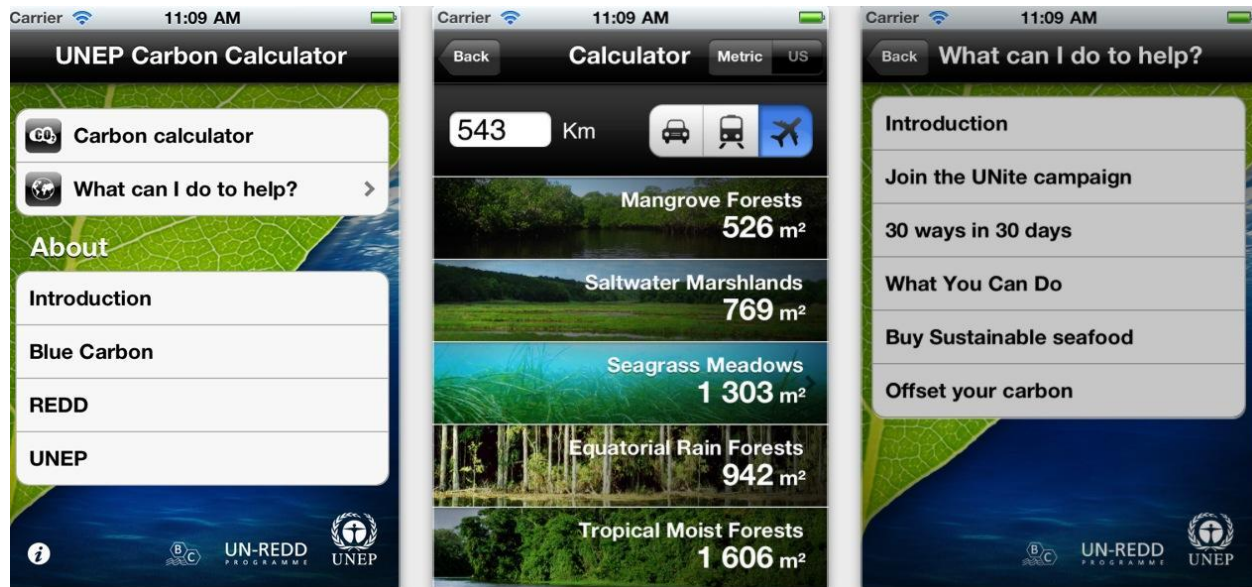 Carrier 11:09 AM
UNEP Carbon Calculator
CO₂ Carbon calculator
What can I do to help?
About
Introduction
Blue Carbon
REDD
UNEP
i
B C
UN-REDD
PROGRAMME
UNEP
Carrier 11:09 AM
Back Calculator Metric US
543 Km
Mangrove Forests
526 m²
Saltwater Marshlands
769 m²
Seagrass Meadows
1 303 m²
Equatorial Rain Forests
942 m²
Tropical Moist Forests
1 606 m²
Carrier 11:09 AM
Back What can I do to help?
Introduction
Join the UNite campaign
30 ways in 30 days
What You Can Do
Buy Sustainable seafood
Offset your carbon
B C
UN-REDD
PROGRAMME
UNEP